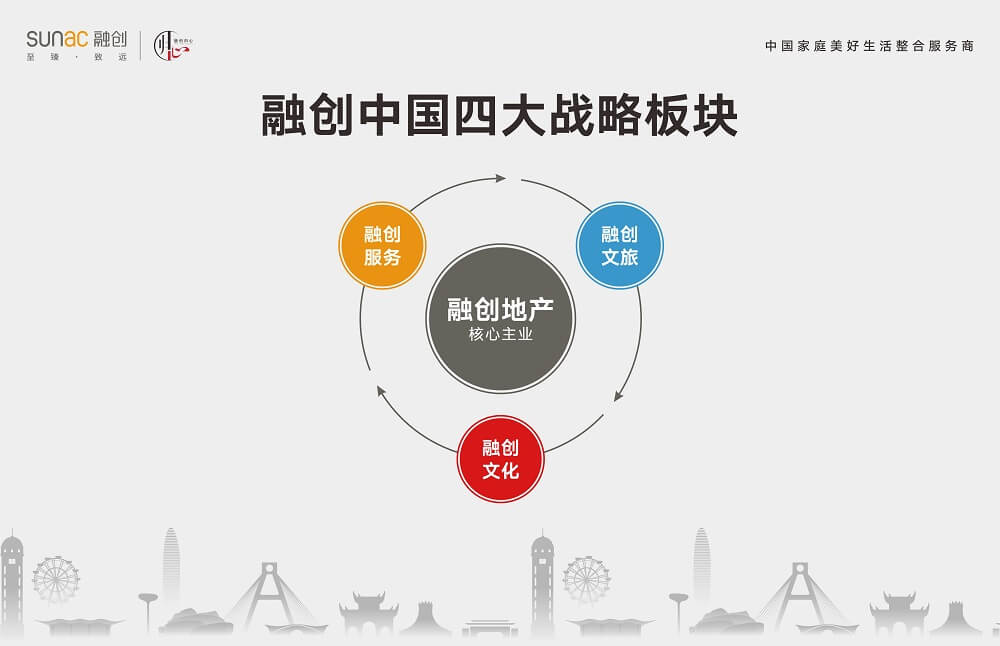 sunac 融创
至臻·致远
归心
中国家庭美好生活整合服务商
融创中国四大战略板块
融创
服务
融创
文旅
融创地产
核心主业
融创
文化